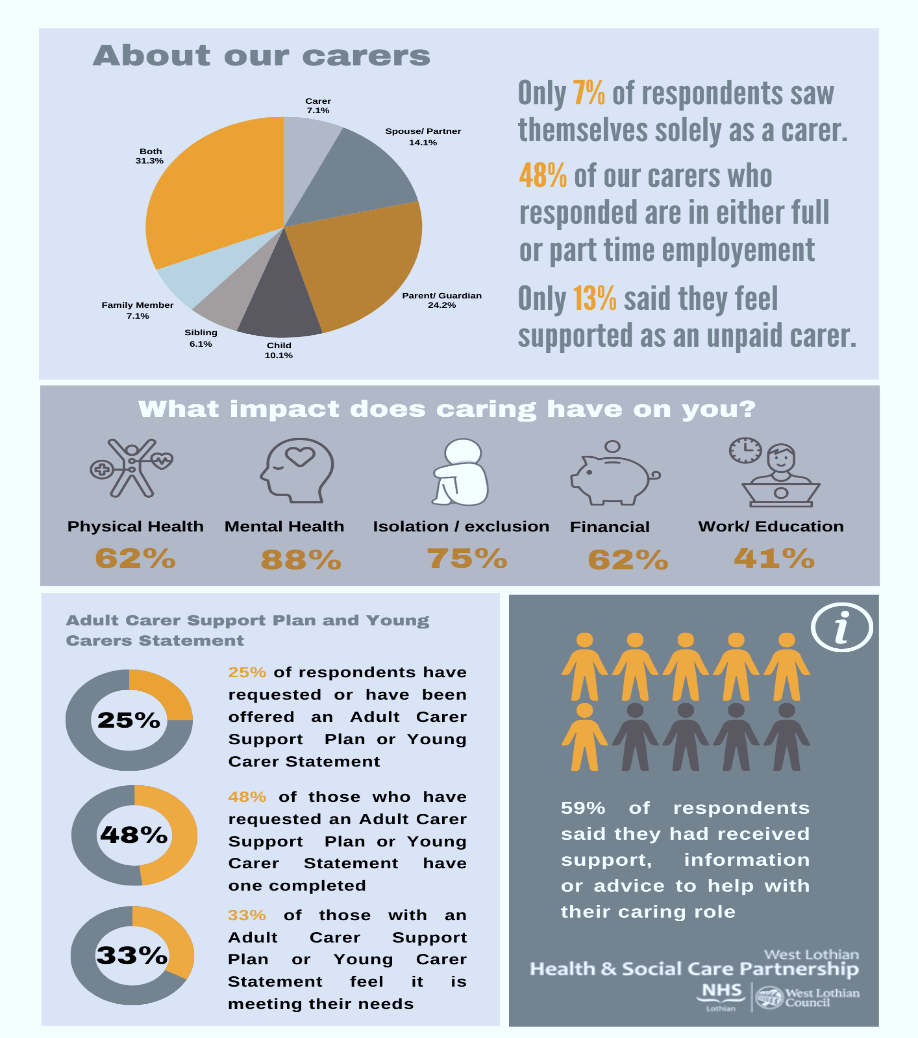 About our carers
Carer
7.1%
Spouse/ Partner
14.1%
Both
31.3%
Parent/ Guardian
24.2%
Family Member
7.1%
Sibling
6.1%
Child
10.1%
Only 7% of respondents saw
themselves solely as a carer.
48% of our carers who
responded are in either full
or part time employement
Only 13% said they feel
supported as an unpaid carer.
What impact does caring have on you?
Physical Health
62%
Mental Health
88%
Isolation / exclusion
75%
Financial
62%
Work/ Education
41%
Adult Carer Support Plan and Young
Carers Statement
25%
25% of respondents have
requested or have been
offered an Adult Carer
Support Plan or Young
Carer Statement
48%
48% of those who have
requested an Adult Carer
Support Plan or Young
Carer Statement have
one completed
33%
33% of those with an
Adult Carer Support
Plan or Young Carer
Statement feel it is
meeting their needs
i
59% of respondents
said they had received
support, information
or advice to help with
their caring role
West Lothian
Health & Social Care Partnership
NHS
Lothian
West Lothian
Council